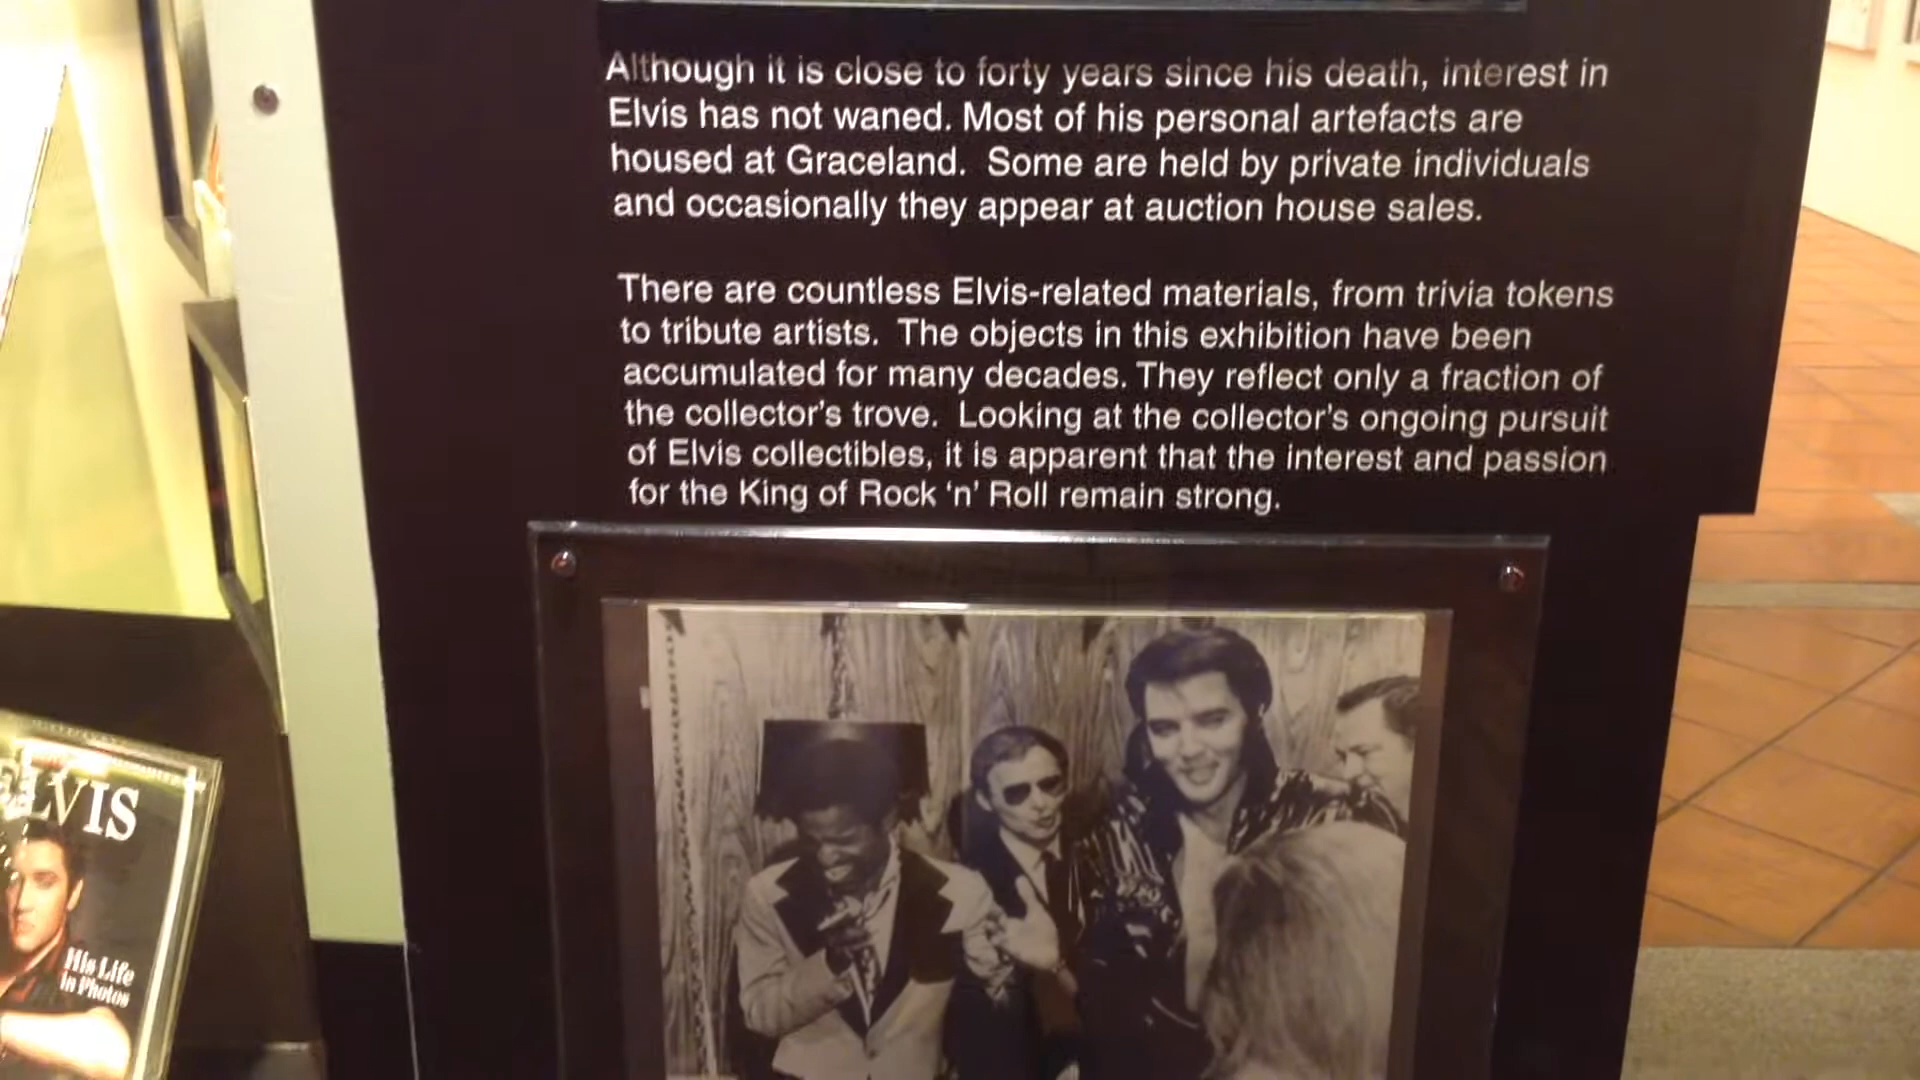 Although it is close to forty years since his death, interest in
Elvis has not waned. Most of his personal artefacts are
housed at Graceland.  Some are held by private individuals
and occasionally they appear at auction house sales.
There are countless Elvis-related materials, from trivia tokens
to tribute artists.  The objects in this exhibition have been
accumulated for many decades. They reflect only a fraction of
the collector's trove.  Looking at the collector's ongoing pursuit
of Elvis collectibles, it is apparent that the interest and passion
for the King of Rock ‘n’ Roll remain strong.
ELVIS
His Life
in Photos